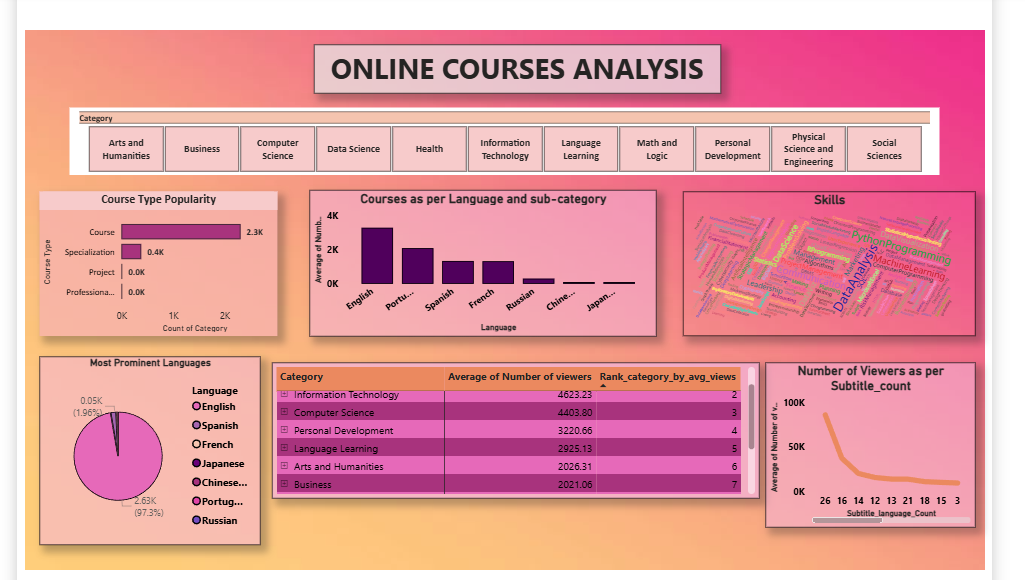 ONLINE COURSES ANALYSIS
Category
Arts and Humanities
Business
Computer Science
Data Science
Health
Information Technology
Language Learning
Math and Logic
Personal Development
Physical Science and Engineering
Social Sciences
Course Type Popularity
Course Type
Course
2.3K
Specialization
0.4K
Project
0.0K
Professiona...
0.0K
0K 1K 2K
Count of Category
Courses as per Language and sub-category
Average of Numb...
4K
2K
0K
English Portu... Spanish French Russian Chine... Japan...
Language
Skills
PythonProgramming
DataScience
DataAnalysis
MachineLearning
ComputerProgramming
Management
Algorithms
Leadership
Most Prominent Languages
0.05K
(1.96%)
2.63K
(97.3%)
Language
English
Spanish
French
Japanese
Chinese...
Portug...
Russian
Category Average of Number of viewers Rank_category_by_avg_views
Information Technology 4623.23 2
Computer Science 4403.80 3
Personal Development 3220.66 4
Language Learning 2925.13 5
Arts and Humanities 2026.31 6
Business 2021.06 7
Number of Viewers as per
Subtitle_count
Average of Number of v...
100K
50K
0K
26 16 14 12 13 21 18 15 3
Subtitle_language_Count